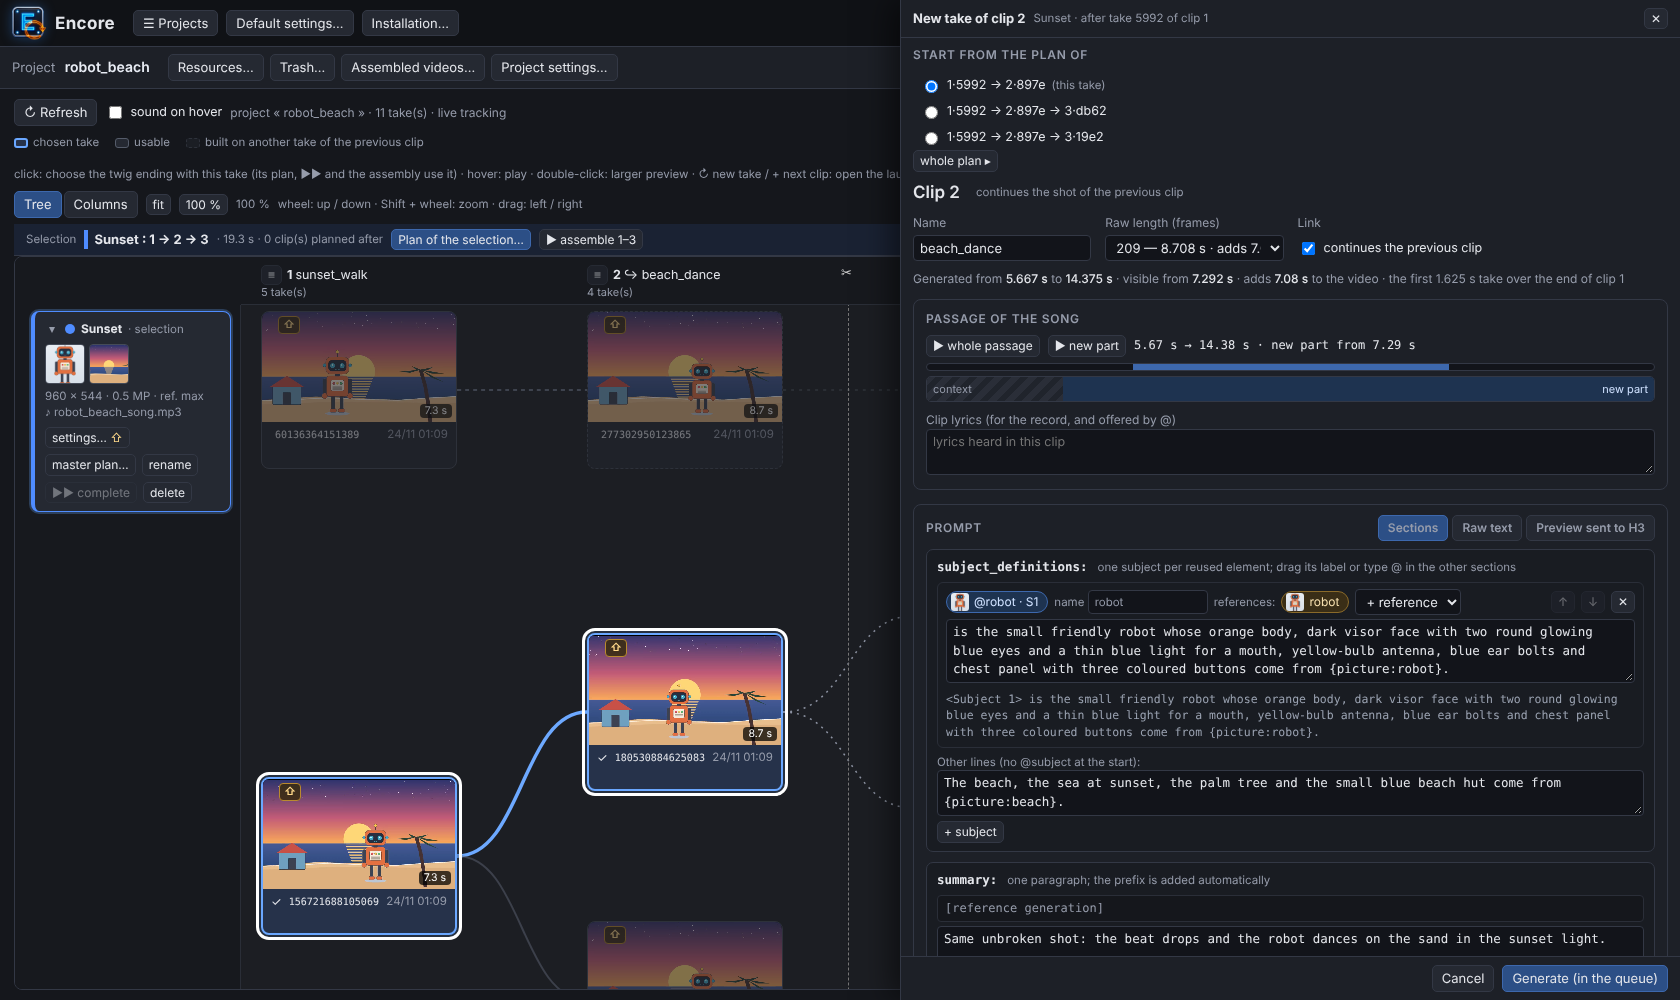 Encore
☰ Projects
Default settings...
Installation...
Project robot_beach
Resources...
Trash...
Assembled videos...
Project settings...
↻ Refresh
sound on hover
project « robot_beach » · 11 take(s) · live tracking
chosen take
usable
built on another take of the previous clip
click: choose the twig ending with this take (its plan, ▶▶ and the assembly use it) · hover: play · double-click: larger preview · ↻ new take / + next clip: open the
Tree
Columns
fit
100 %
100 %
wheel: up / down · Shift + wheel: zoom · drag: left / right
Selection
Sunset : 1 → 2 → 3 · 19.3 s · 0 clip(s) planned after
Plan of the selection...
▶ assemble 1–3
≡ 1 sunset_walk
5 take(s)
≡ 2 ↪ beach_dance
4 take(s)
✂
▼ Sunset · selection
960 × 544 · 0.5 MP · ref. max
♪ robot_beach_song.mp3
settings... ⇧
master plan...
rename
▶▶ complete
delete
7.3 s
60136364151389 24/11 01:09
8.7 s
277302950123865 24/11 01:09
8.7 s
✓ 180530884625083 24/11 01:09
7.3 s
✓ 156721688105069 24/11 01:09
New take of clip 2 Sunset · after take 5992 of clip 1
✕
START FROM THE PLAN OF
1·5992 → 2·897e (this take)
1·5992 → 2·897e → 3·db62
1·5992 → 2·897e → 3·19e2
whole plan ▸
Clip 2 continues the shot of the previous clip
Name
Raw length (frames)
Link
beach_dance
209 — 8.708 s · adds 7.
continues the previous clip
Generated from 5.667 s to 14.375 s · visible from 7.292 s · adds 7.08 s to the video · the first 1.625 s take over the end of clip 1
PASSAGE OF THE SONG
▶ whole passage
▶ new part
5.67 s → 14.38 s · new part from 7.29 s
context
new part
Clip lyrics (for the record, and offered by @)
lyrics heard in this clip
PROMPT
Sections
Raw text
Preview sent to H3
subject_definitions: one subject per reused element; drag its label or type @ in the other sections
@robot · S1
name
robot
references:
robot
+ reference
↑
↓
✕
is the small friendly robot whose orange body, dark visor face with two round glowing
blue eyes and a thin blue light for a mouth, yellow-bulb antenna, blue ear bolts and
chest panel with three coloured buttons come from {picture:robot}.
<Subject 1> is the small friendly robot whose orange body, dark visor face with two round glowing
blue eyes and a thin blue light for a mouth, yellow-bulb antenna, blue ear bolts and chest panel
with three coloured buttons come from {picture:robot}.
Other lines (no @subject at the start):
The beach, the sea at sunset, the palm tree and the small blue beach hut come from
{picture:beach}.
+ subject
summary: one paragraph; the prefix is added automatically
[reference generation]
Same unbroken shot: the beat drops and the robot dances on the sand in the sunset light.
Cancel
Generate (in the queue)